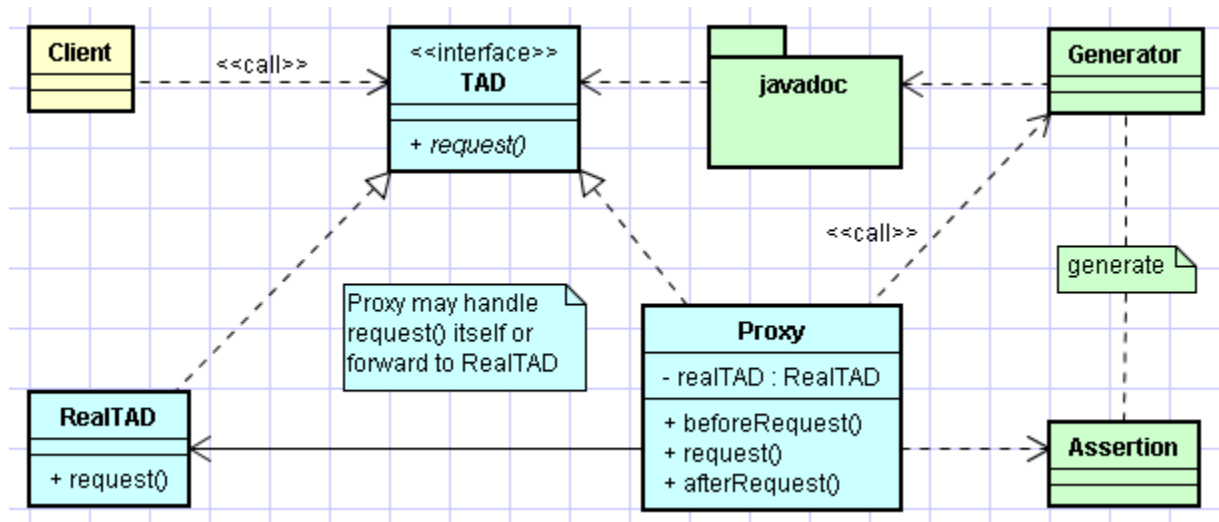 Client
<<call>>
<<interface>>
TAD
+ request()
javadoc
Generator
<<call>>
generate
Proxy may handle
request() itself or
forward to RealTAD
Proxy
- realTAD : RealTAD
+ beforeRequest()
+ request()
+ afterRequest()
RealTAD
+ request()
Assertion